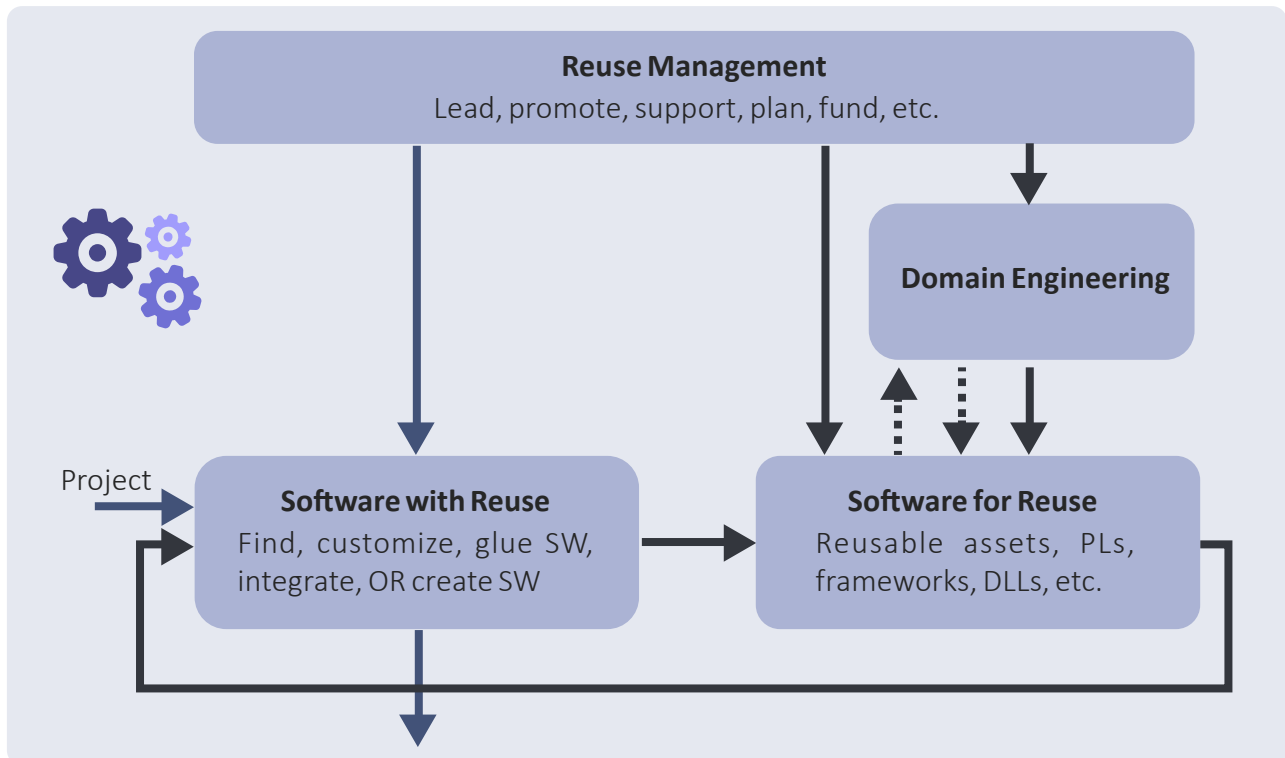 Reuse Management
Lead, promote, support, plan, fund, etc.
Domain Engineering
Project
Software with Reuse
Find, customize, glue SW,
integrate, OR create SW
Software for Reuse
Reusable assets, PLs,
frameworks, DLLs, etc.